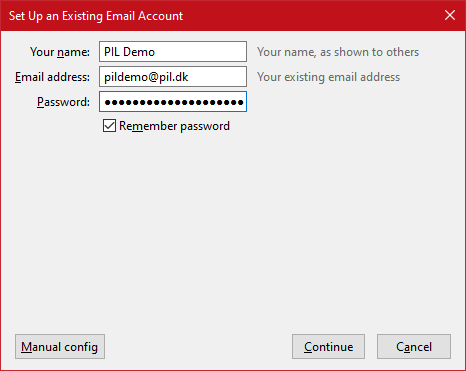 Set Up an Existing Email Account
Your name: PIL Demo Your name, as shown to others
Email address: pildemo@pil.dk Your existing email address
Password: ●●●●●●●●●●●●●●●●●●●●
Remember password
Manual config Continue Cancel